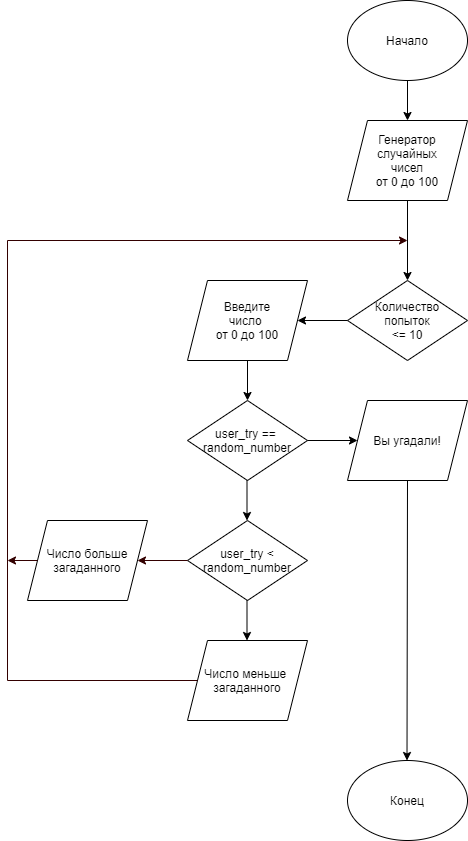 Начало
Генератор
случайных
чисел
от 0 до 100
Количество
попыток
<= 10
Введите
число
от 0 до 100
user_try ==
random_number
Вы угадали!
user_try <
random_number
Число больше
загаданного
Число меньше
загаданного
Конец